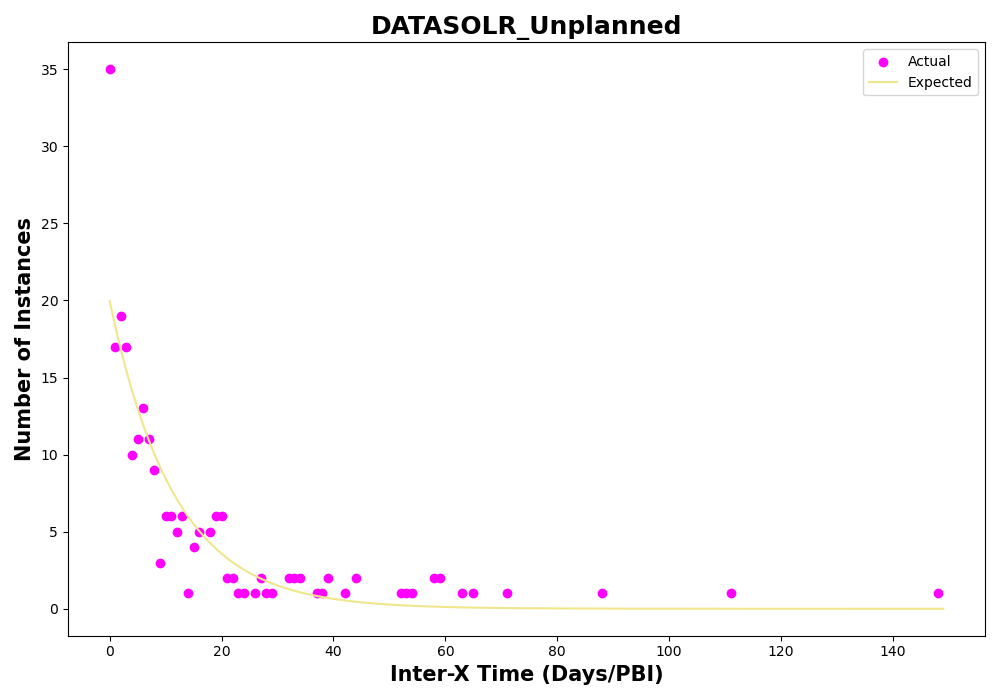 DATASOLR_Unplanned
Actual
Expected
Number of Instances
35
30
25
20
15
10
5
0
0 20 40 60 80 100 120 140
Inter-X Time (Days/PBI)